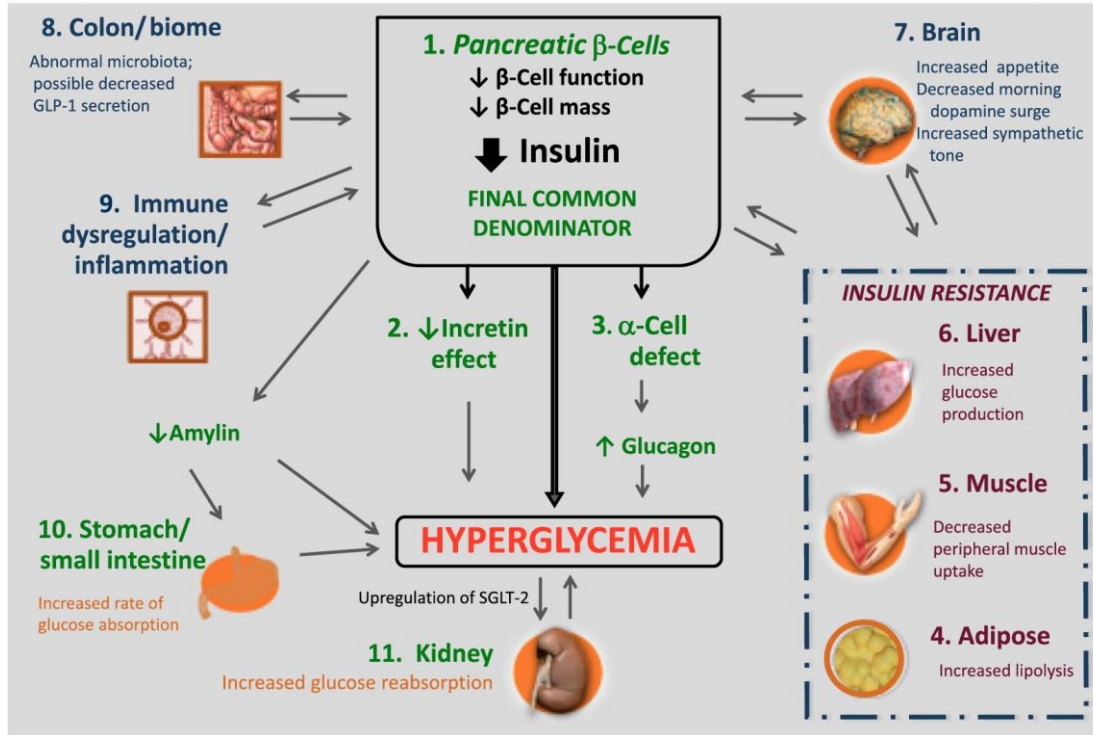 8. Colon/ biome
Abnormal microbiota;
possible decreased
GLP-1 secretion
1. Pancreatic β-Cells
↓ β-Cell function
↓ β-Cell mass
↓ Insulin
FINAL COMMON
DENOMINATOR
7. Brain
Increased appetite
Decreased morning
dopamine surge
Increased sympathetic
tone
9. Immune
dysregulation/
inflammation
2. ↓Incretin
effect
3. α-Cell
defect
↓Amylin
↑ Glucagon
INSULIN RESISTANCE
6. Liver
Increased
glucose
production
5. Muscle
Decreased
peripheral muscle
uptake
4. Adipose
Increased lipolysis
10. Stomach/
small intestine
Increased rate of
glucose absorption
HYPERGLYCEMIA
Upregulation of SGLT-2
11. Kidney
Increased glucose reabsorption